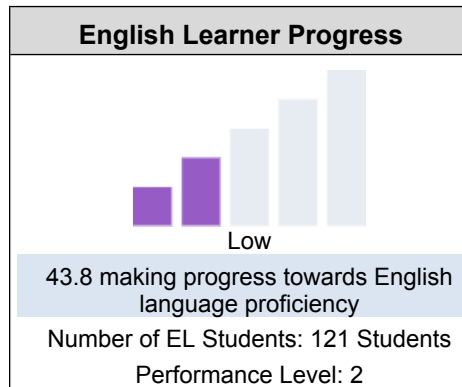 English Learner Progress
Low
43.8 making progress towards English
language proficiency
Number of EL Students: 121 Students
Performance Level: 2